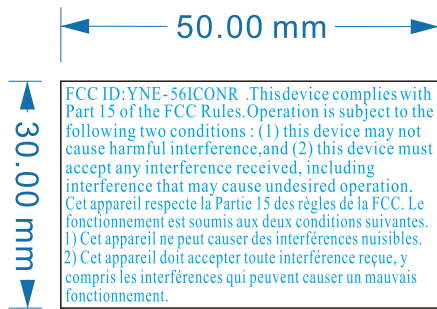 50.00 mm
30.00 mm
FCC ID:YNE-56ICONR .Thisdevice complies with
Part 15 of the FCC Rules.Operation is subject to the
following two conditions : (1) this device may not
cause harmful interference,and (2) this device must
accept any interference received, including
interference that may cause undesired operation.
Cet appareil respecte la Partie 15 des règles de la FCC. Le
fonctionnement est soumis aux deux conditions suivantes.
1) Cet appareil ne peut causer des interférences nuisibles.
2) Cet appareil doit accepter toute interférence reçue, y
compris les interférences qui peuvent causer un mauvais
fonctionnement.